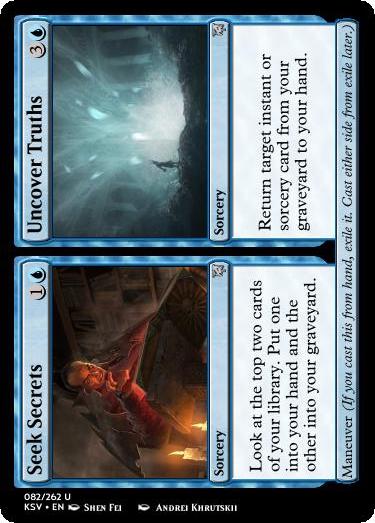 Seek Secrets 1
Sorcery
Look at the top two cards
of your library. Put one
into your hand and the
other into your graveyard.
Uncover Truths 3
Sorcery
Return target instant or
sorcery card from your
graveyard to your hand.
Maneuver (If you cast this from hand, exile it. Cast either side from exile later.)
082/262 U
KSV • EN Shen Fei Andrei Khrutskii